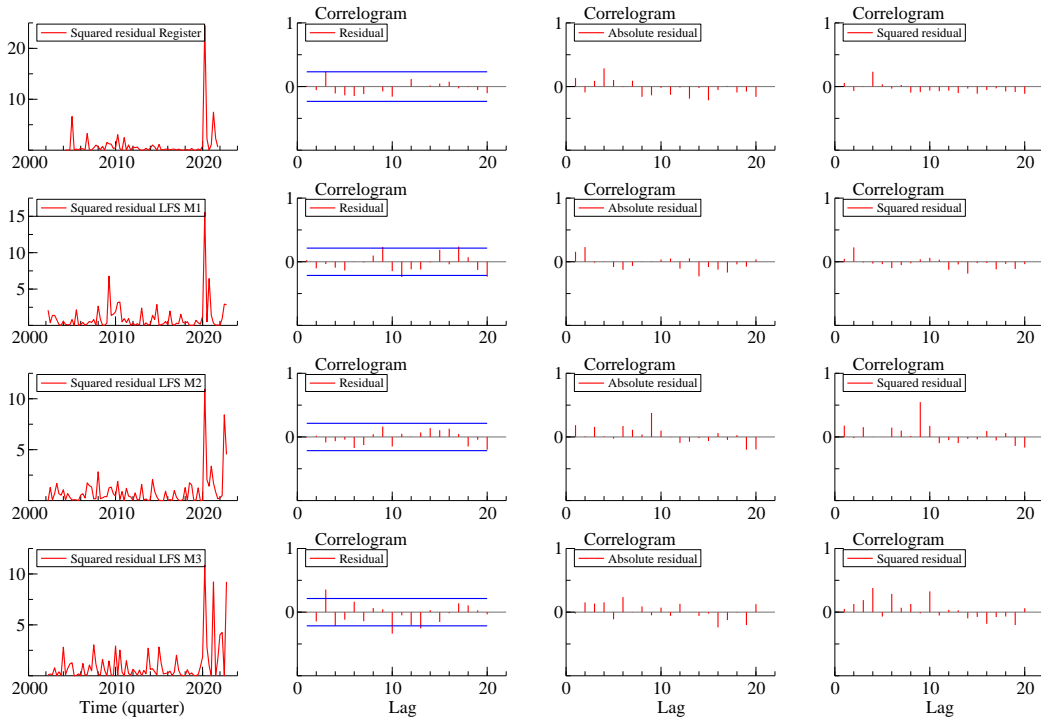 Correlogram Correlogram Correlogram
Squared residual Register Residual Absolute residual Squared residual
25
15
5
1
0
1
0
1
0
2000 2010 2020 0 10 20 0 10 20 0 10 20
Correlogram Correlogram Correlogram
Squared residual LFS M1 Residual Absolute residual Squared residual
15
10
5
1
0
1
0
1
0
2000 2010 2020 0 10 20 0 10 20 0 10 20
Correlogram Correlogram Correlogram
Squared residual LFS M2 Residual Absolute residual Squared residual
10
5
1
0
1
0
1
0
2000 2010 2020 0 10 20 0 10 20 0 10 20
Correlogram Correlogram Correlogram
Squared residual LFS M3 Residual Absolute residual Squared residual
10
5
1
0
1
0
1
0
2000 2010 2020 0 10 20 0 10 20 0 10 20
Time (quarter) Lag Lag Lag